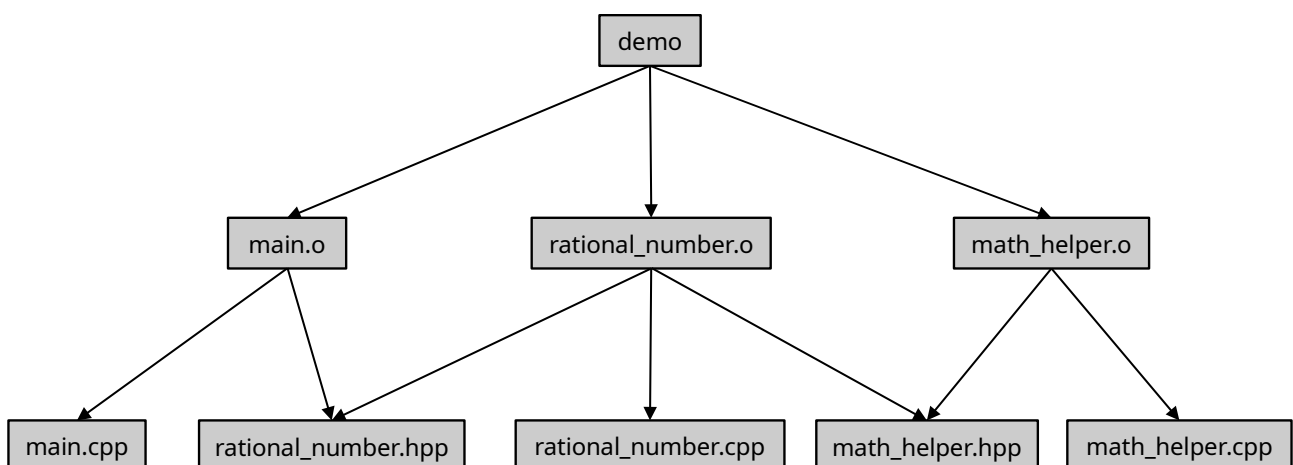 demo
main.o
rational_number.o
math_helper.o
main.cpp
rational_number.hpp
rational_number.cpp
math_helper.hpp
math_helper.cpp